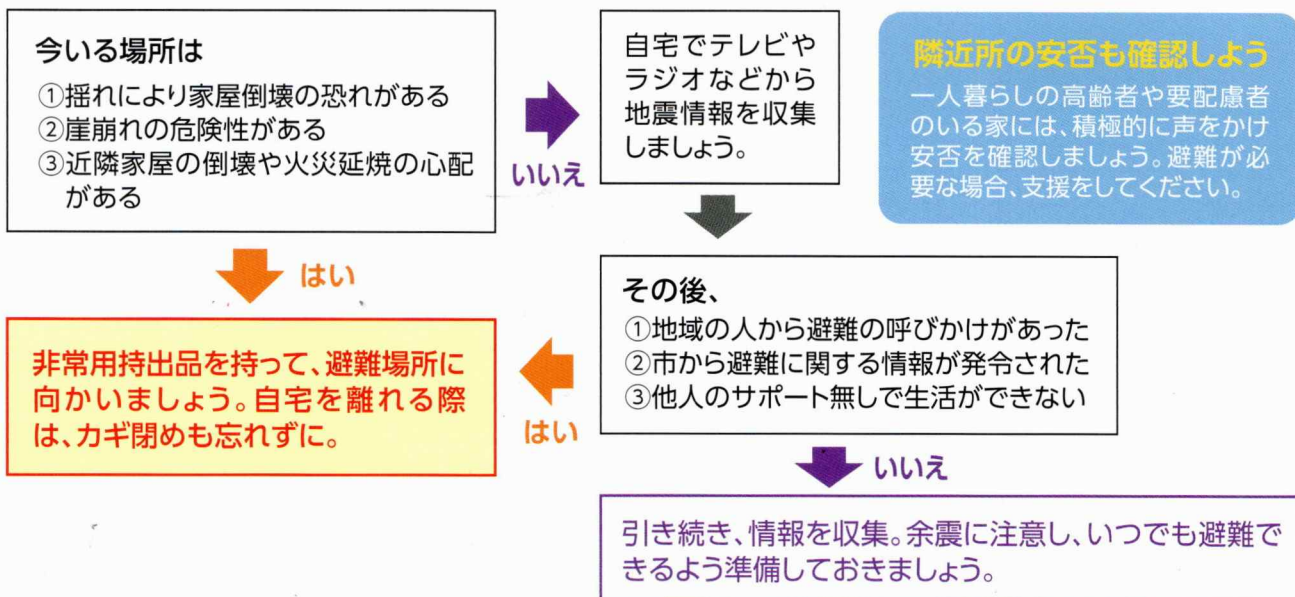 今いる場所は
①揺れにより家屋倒壊の恐れがある
②崖崩れの危険性がある
③近隣家屋の倒壊や火災延焼の心配
がある
いいえ
自宅でテレビや
ラジオなどから
地震情報を収集
しましょう。
隣近所の安否も確認しよう
一人暮らしの高齢者や要配慮者
のいる家には、積極的に声をかけ
安否を確認しましょう。避難が必
要な場合、支援をしてください。
はい
その後、
①地域の人から避難の呼びかけがあった
②市から避難に関する情報が発令された
③他人のサポート無しで生活ができない
はい
非常用持出品を持って、避難場所に
向かいましょう。自宅を離れる際
は、カギ閉めも忘れずに。
いいえ
引き続き、情報を収集。余震に注意し、いつでも避難で
きるよう準備しておきましょう。